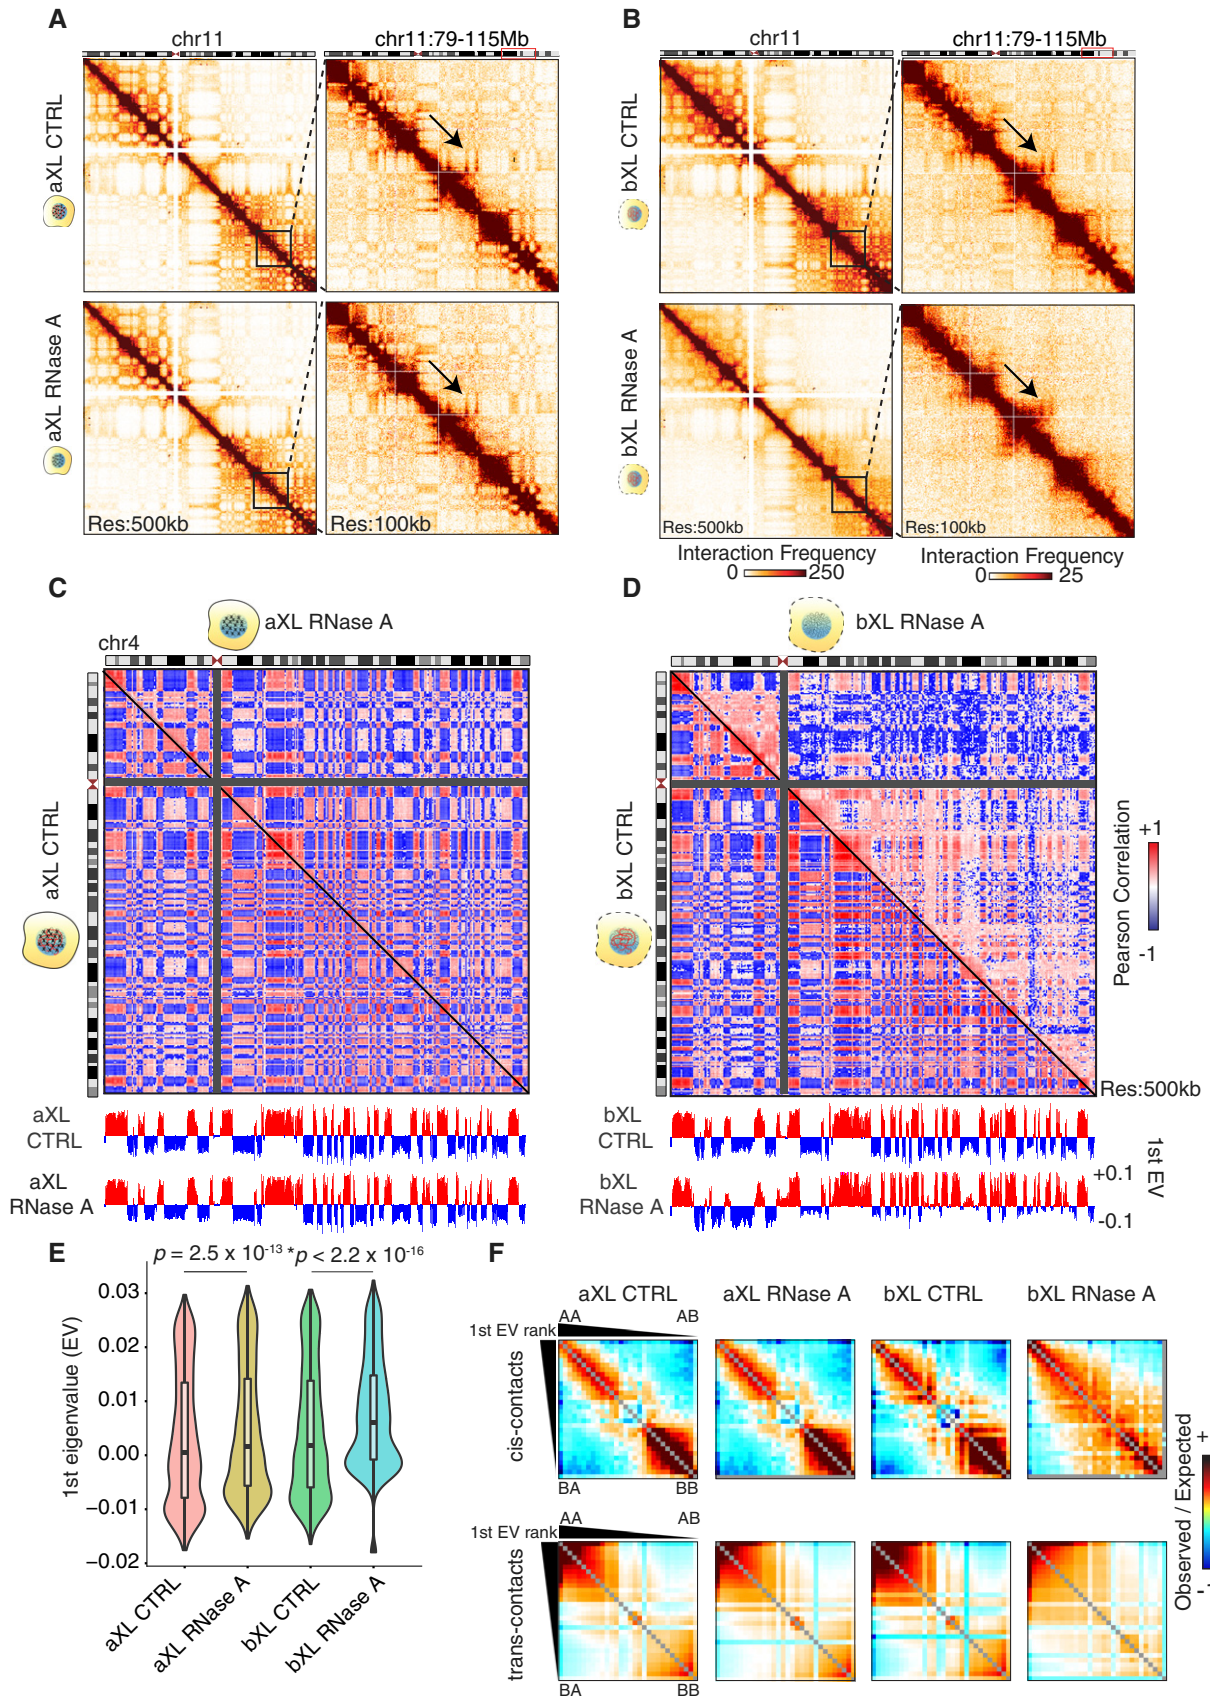 A
chr11
chr11:79-115Mb
aXL CTRL
aXL RNase A
Res:500kb
Res:100kb
B
chr11
chr11:79-115Mb
bXL CTRL
bXL RNase A
Res:500kb
Res:100kb
Interaction Frequency
0 250
Interaction Frequency
0 25
C
aXL RNase A
chr4
aXL CTRL
aXL
CTRL
aXL
RNase A
D
bXL RNase A
bXL CTRL
Pearson Correlation
+1
-1
Res:500kb
bXL
CTRL
bXL
RNase A
1st EV
+0.1
-0.1
E
p = 2.5 x 10-13 *p < 2.2 x 10-16
1st eigenvalue (EV)
0.03
0.02
0.01
0.00
−0.01
−0.02
aXL CTRL
aXL RNase A
bXL CTRL
bXL RNase A
F
aXL CTRL
aXL RNase A
bXL CTRL
bXL RNase A
AA AB
1st EV rank
cis-contacts
BA BB
AA AB
1st EV rank
trans-contacts
BA BB
Observed / Expected